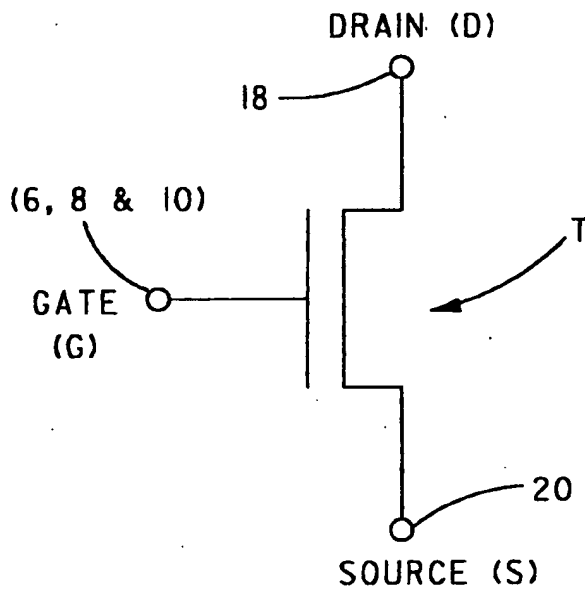 DRAIN (D)
18
(6, 8 & 10)
T
GATE
(G)
20
SOURCE (S)